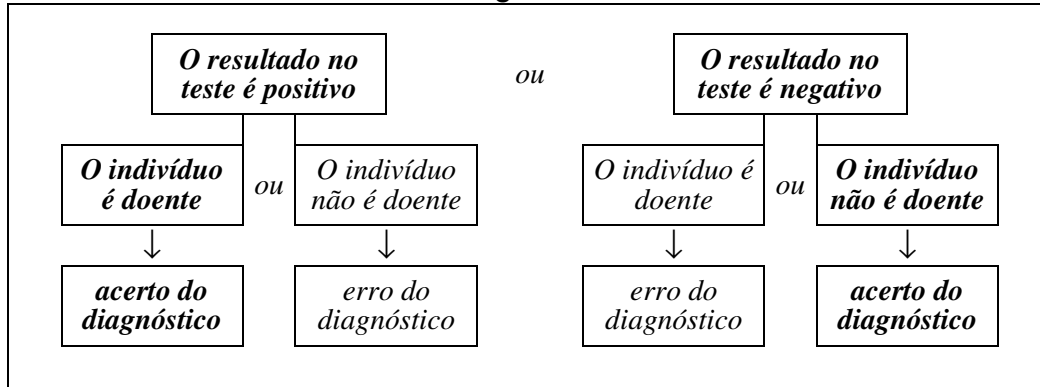 O resultado no
teste é positivo
ou
O resultado no
teste é negativo
O indivíduo
é doente
ou
O indivíduo
não é doente
O indivíduo é
doente
ou
O indivíduo
não é doente
acerto do
diagnóstico
erro do
diagnóstico
erro do
diagnóstico
acerto do
diagnóstico